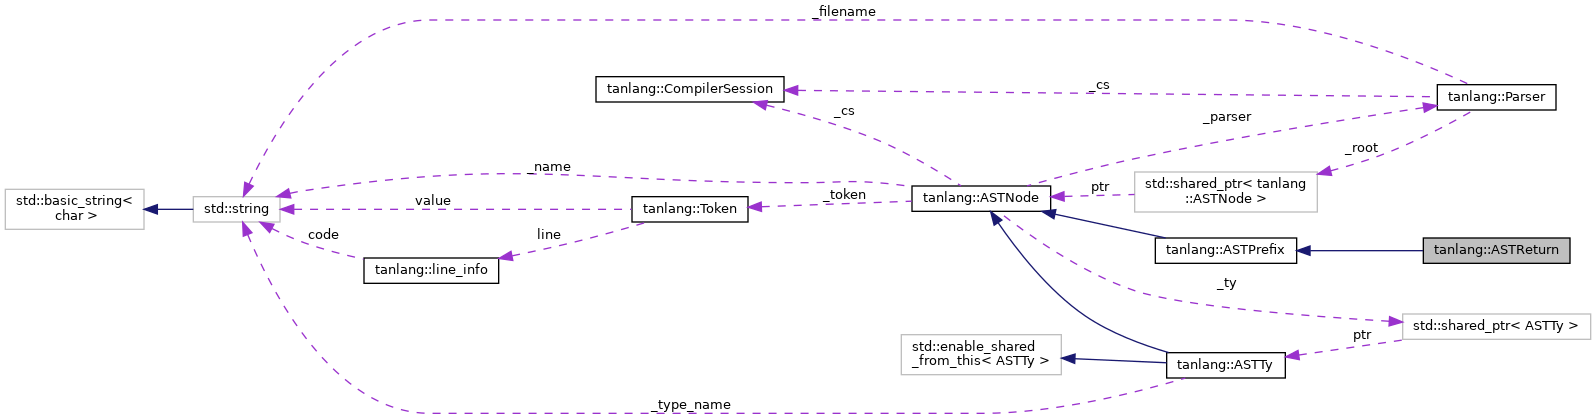 _filename
tanlang::CompilerSession
_cs
tanlang::Parser
_cs
_parser
_root
_name
std::basic_string<
char >
std::string
value
tanlang::Token
_token
tanlang::ASTNode
ptr
std::shared_ptr< tanlang
::ASTNode >
code
line
tanlang::line_info
tanlang::ASTPrefix
tanlang::ASTReturn
_ty
std::shared_ptr< ASTTy >
ptr
std::enable_shared
_from_this< ASTTy >
tanlang::ASTTy
_type_name